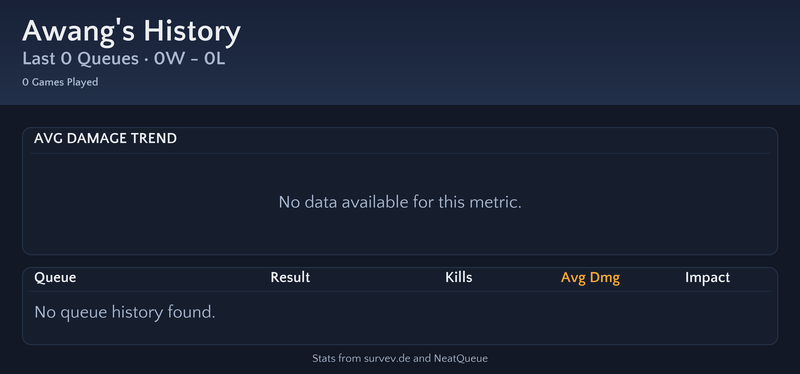 Awang's History
Last 0 Queues · 0W - 0L
0 Games Played
AVG DAMAGE TREND
No data available for this metric.
Queue Result Kills Avg Dmg Impact
No queue history found.
Stats from survev.de and NeatQueue